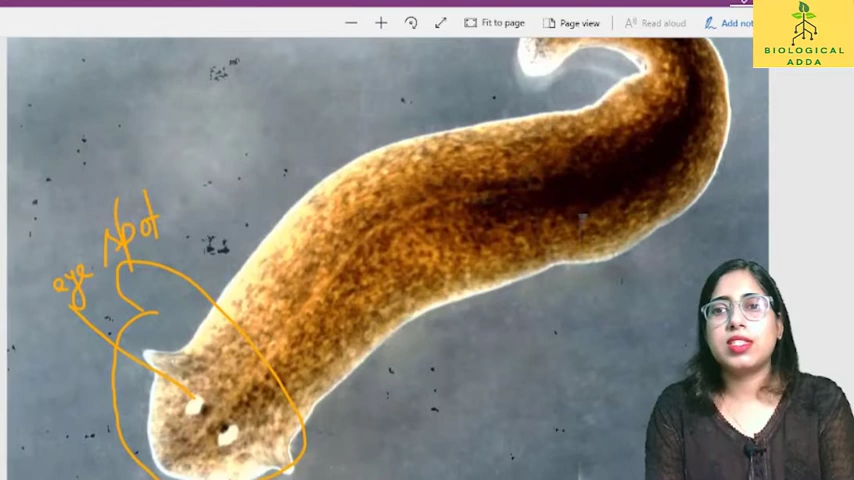 Fit to page
Page view
Read aloud
Add not
BIOLOGICAL
ADDA
eye spot